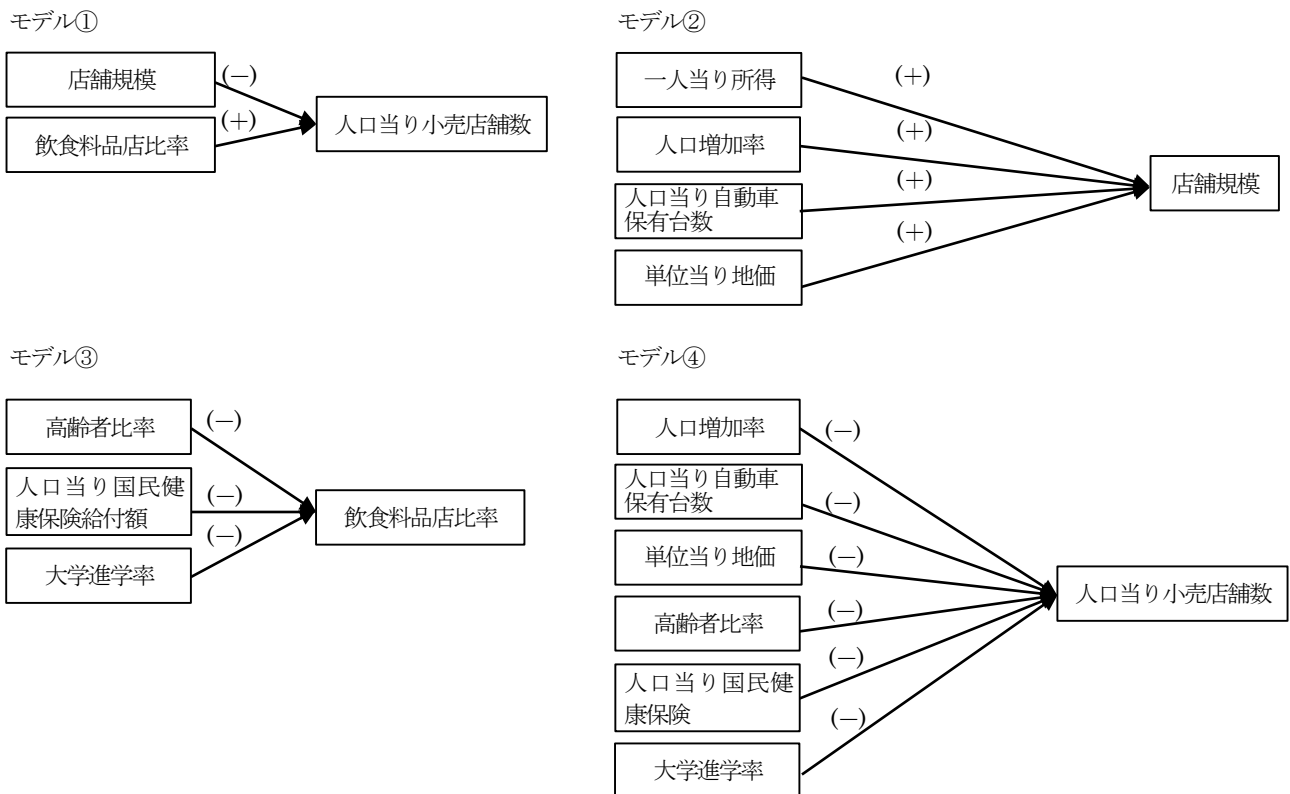 モデル①
店舗規模
(−)
飲食料品店比率
(+)
人口当り小売店舗数
モデル②
一人当り所得
(+)
人口増加率
(+)
人口当り自動車
保有台数
(+)
単位当り地価
(+)
店舗規模
モデル③
高齢者比率
(−)
人口当り国民健
康保険給付額
(−)
大学進学率
(−)
飲食料品店比率
モデル④
人口増加率
(−)
人口当り自動車
保有台数
(−)
単位当り地価
(−)
高齢者比率
(−)
人口当り国民健
康保険
(−)
大学進学率
(−)
人口当り小売店舗数